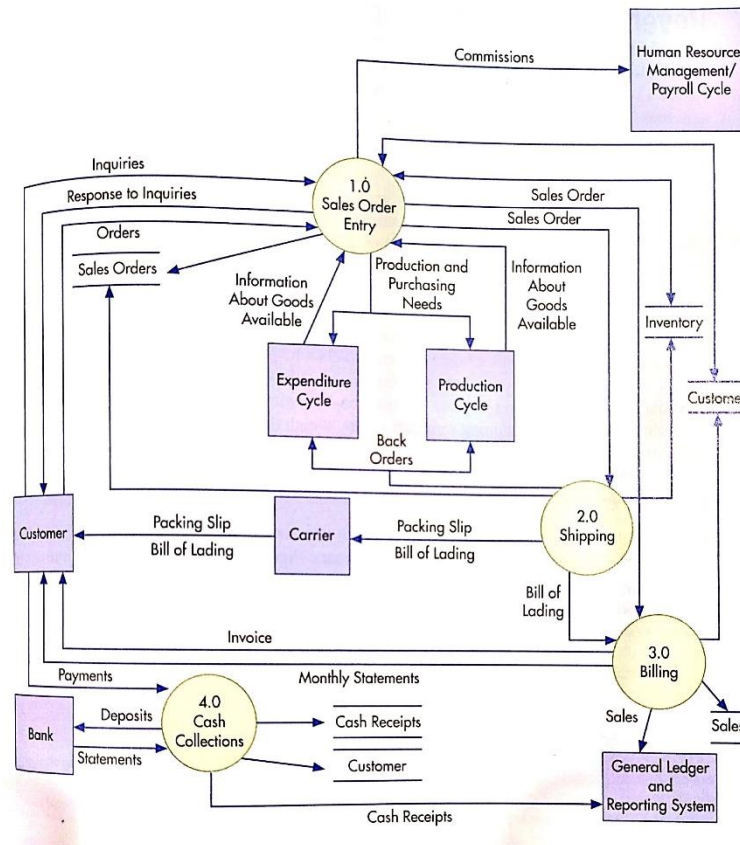 Commissions
Human Resource
Management/
Payroll Cycle
Inquiries
1.0
Sales Order
Entry
Response to Inquiries
Sales Order
Sales Order
Orders
Sales Orders
Information
About Goods
Available
Production and
Purchasing
Needs
Information
About
Goods
Available
Inventory
Expenditure
Cycle
Production
Cycle
Custome
Back
Orders
Customer
Packing Slip
Bill of Lading
Carrier
Packing Slip
Bill of Lading
2.0
Shipping
Bill of
Lading
Invoice
3.0
Billing
Monthly Statements
Payments
4.0
Cash
Collections
Deposits
Bank
Statements
Cash Receipts
Customer
Sales
Sales
General Ledger
and
Reporting System
Cash Receipts